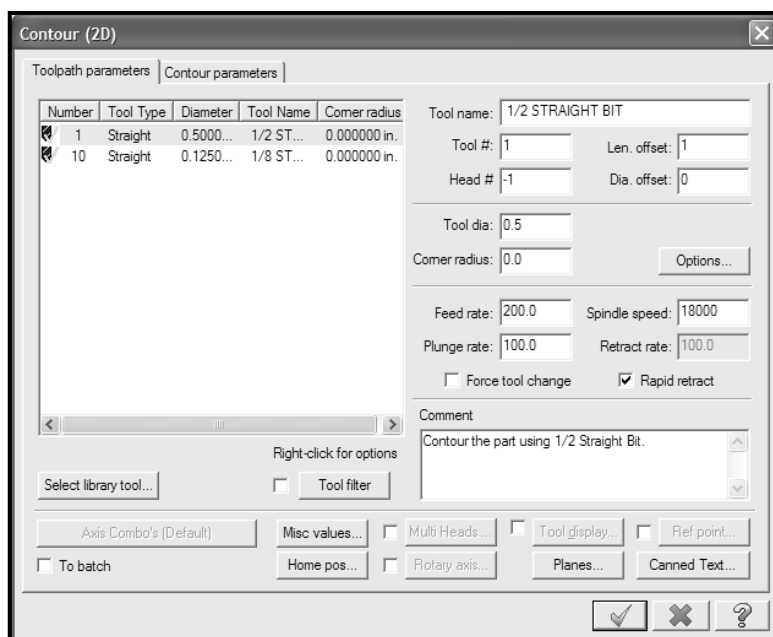 Contour (2D)
Toolpath parameters Contour parameters
Number Tool Type Diameter Tool Name Corner radius
1 Straight 0.5000... 1/2 ST... 0.000000 in.
10 Straight 0.1250... 1/8 ST... 0.000000 in.
Right-click for options
Select library tool... Tool filter
Tool name: 1/2 STRAIGHT BIT
Tool #: 1 Len. offset: 1
Head # -1 Dia. offset: 0
Tool dia: 0.5
Corner radius: 0.0 Options...
Feed rate: 200.0 Spindle speed: 18000
Plunge rate: 100.0 Retract rate: 100.0
Force tool change Rapid retract
Comment
Contour the part using 1/2 Straight Bit.
Axis Combo's (Default) Misc values... Multi Heads ... Tool display... Ref point...
To batch Home pos... Rotary axis... Planes... Canned Text...